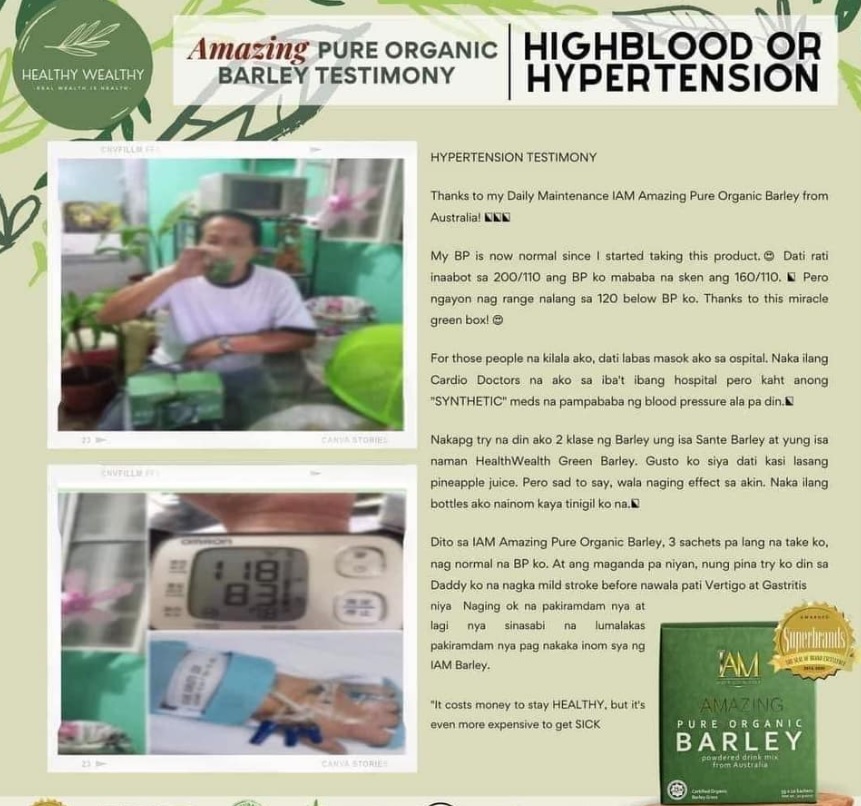 HEALTHY WEALTHY
-REAL WEALTH IS HEALTH-
Amazing PURE ORGANIC
BARLEY TESTIMONY
HIGHBLOOD OR
HYPERTENSION
HYPERTENSION TESTIMONY
Thanks to my Daily Maintenance IAM Amazing Pure Organic Barley from
Australia!
My BP is now normal since I started taking this product.😍 Dati rati
inaabot sa 200/110 ang BP ko mababa na sken ang 160/110. Pero
ngayon nag range nalang sa 120 below BP ko. Thanks to this miracle
green box! 😍
For those people na kilala ako, dati labas masok ako sa ospital. Naka ilang
Cardio Doctors na ako sa iba't ibang hospital pero kaht anong
"SYNTHETIC" meds na pampababa ng blood pressure ala pa din.
Nakapg try na din ako 2 klase ng Barley ung isa Sante Barley at yung isa
naman HealthWealth Green Barley. Gusto ko siya dati kasi lasang
pineapple juice. Pero sad to say, wala naging effect sa akin. Naka ilang
bottles ako nainom kaya tinigil ko na.
Dito sa IAM Amazing Pure Organic Barley, 3 sachets pa lang na take ko,
nag normal na BP ko. At ang maganda pa niyan, nung pina try ko din sa
Daddy ko na nagka mild stroke before nawala pati Vertigo at Gastritis
niya Naging ok na pakiramdam nya at
lagi nya sinasabi na lumalakas
pakiramdam nya pag nakaka inom sya ng
IAM Barley.
"It costs money to stay HEALTHY, but it's
even more expensive to get SICK
23
CANVA STORIES
OMRON
118
23
CANVA STORIES
AWARDED
Superbrands
IAM
AMAZING
PURE ORGANIC
BARLEY
powdered drink mix
from Australia
Certified Organic
Barley Grass